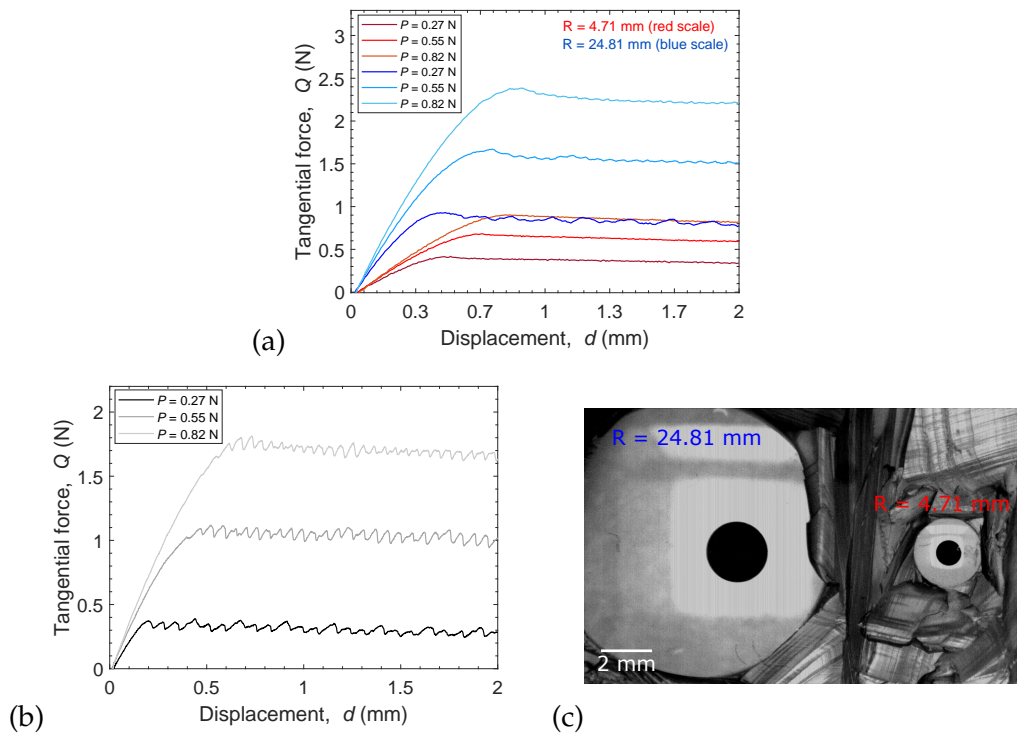 P = 0.27 N
P = 0.55 N
P = 0.82 N
P = 0.27 N
P = 0.55 N
P = 0.82 N
R = 4.71 mm (red scale)
R = 24.81 mm (blue scale)
Tangential force, Q (N)
3
2.5
2
1.5
1
0.5
0
0 0.3 0.7 1 1.3 1.7 2
Displacement, d (mm)
(a)
P = 0.27 N
P = 0.55 N
P = 0.82 N
Tangential force, Q (N)
2
1.5
1
0.5
0
0 0.5 1 1.5 2
Displacement, d (mm)
(b)
R = 24.81 mm
R = 4.71 mm
2 mm
(c)